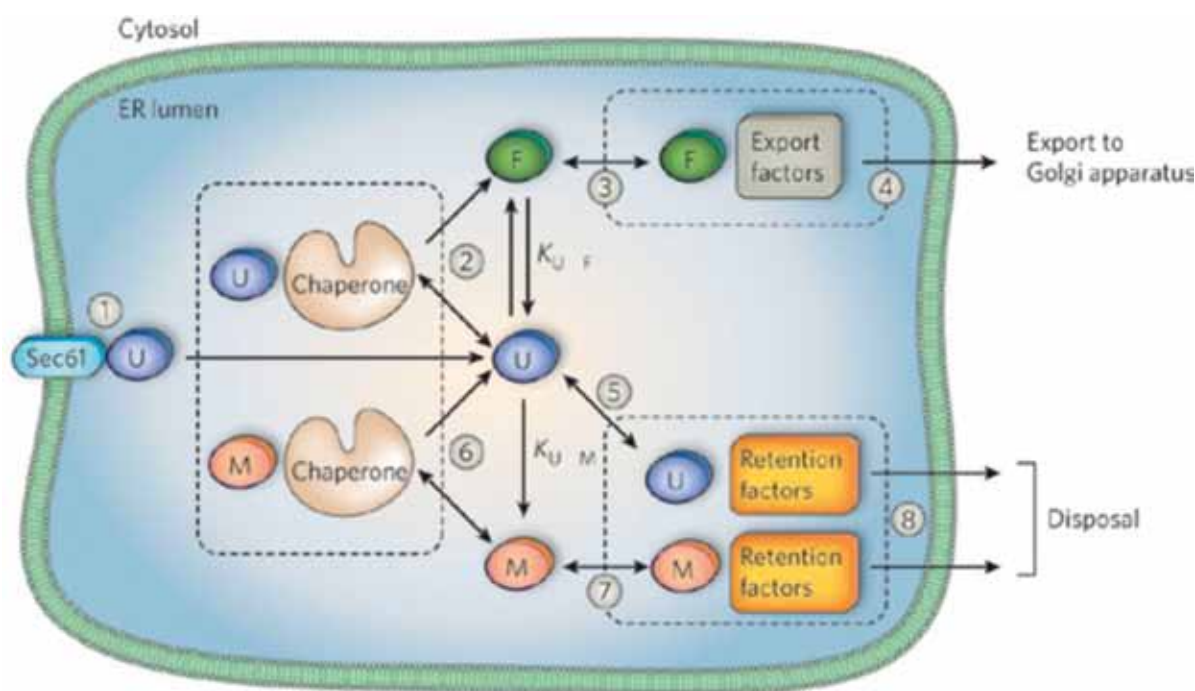 Cytosol
ER lumen
F
3
F
Export
factors
4
Export to
Golgi apparatus
U
Chaperone
2
K U F
1
Sec61
U
U
5
M
Chaperone
6
K U M
U
Retention
factors
8
Disposal
M
7
M
Retention
factors